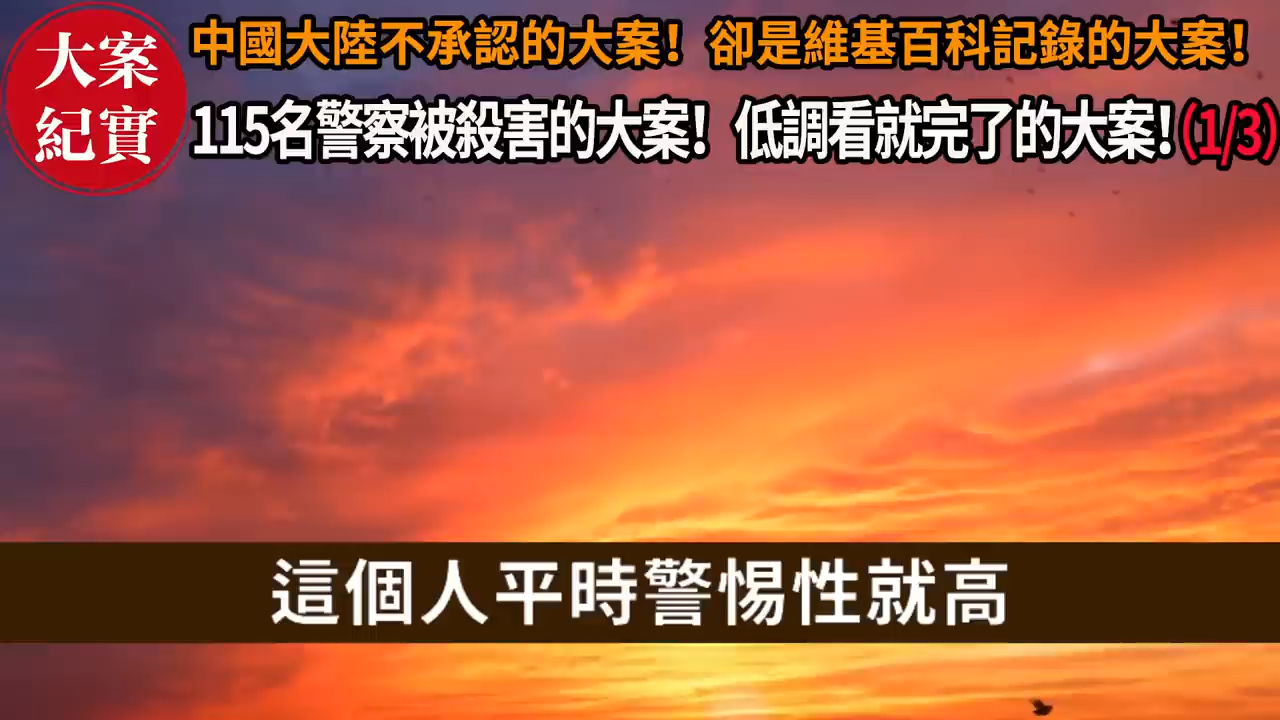 大案
紀實
中國大陸不承認的大案！卻是維基百科記錄的大案！
115名警察被殺害的大案！低調看就完了的大案！(1/3)
這個人平時警惕性就高